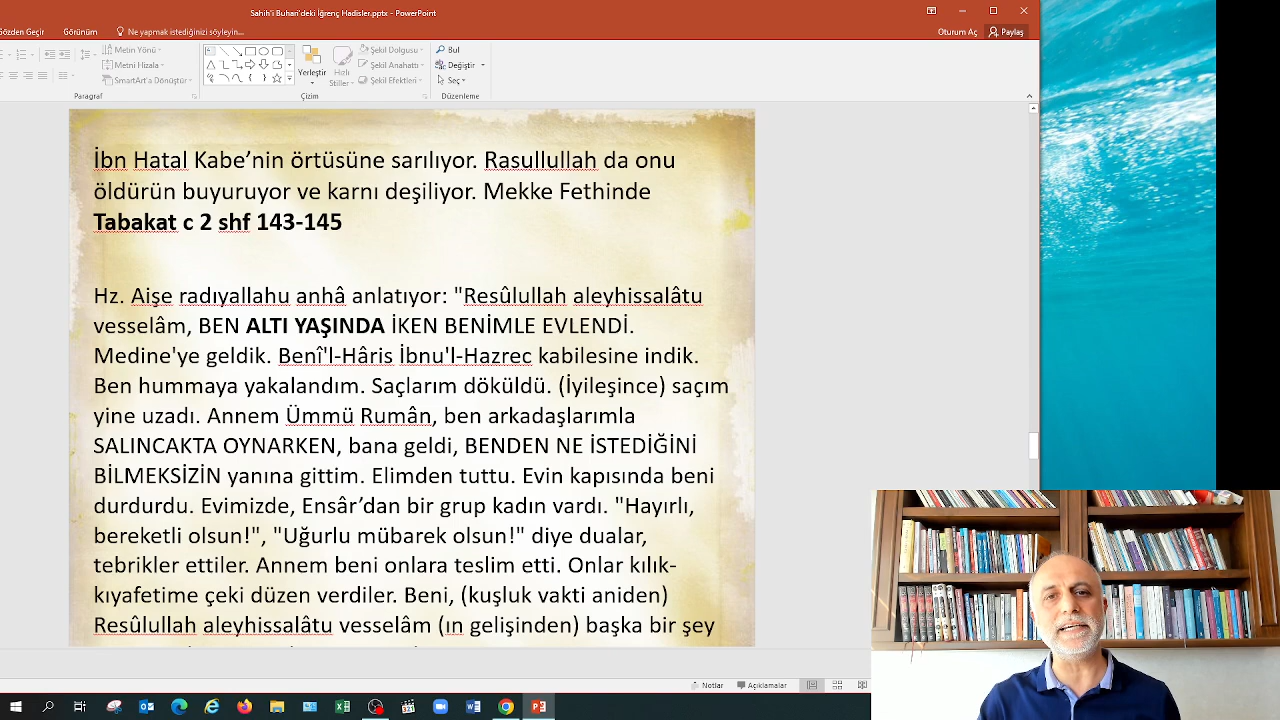 Sahih'i Buhari'deki İğrenç Hadisler.pptx - PowerPoint
Gözden Geçir Görünüm Ne yapmak istediğinizi söyleyin... Oturum Aç Paylaş
Metin Yönü
Metni Hizala
SmartArt'a Dönüştür
Yerleştir
Hızlı
Stiller
Şekil Dolgusu
Şekil Anahattı
Şekil Efektleri
Bul
Değiştir
Seç
Paragraf Çizim Düzenleme
İbn Hatal Kabe’nin örtüsüne sarılıyor. Rasullullah da onu
öldürün buyuruyor ve karnı deşiliyor. Mekke Fethinde
Tabakat c 2 shf 143-145
Hz. Aişe radıyallahu anhâ anlatıyor: "Resûlullah aleyhissalâtu
vesselâm, BEN ALTI YAŞINDA İKEN BENİMLE EVLENDİ.
Medine'ye geldik. Benî'l-Hâris İbnu'l-Hazrec kabilesine indik.
Ben hummaya yakalandım. Saçlarım döküldü. (İyileşince) saçım
yine uzadı. Annem Ümmü Rumân, ben arkadaşlarımla
SALINCAKTA OYNARKEN, bana geldi, BENDEN NE İSTEDİĞİNİ
BİLMEKSİZİN yanına gittim. Elimden tuttu. Evin kapısında beni
durdurdu. Evimizde, Ensâr’dan bir grup kadın vardı. "Hayırlı,
bereketli olsun!", "Uğurlu mübarek olsun!" diye dualar,
tebrikler ettiler. Annem beni onlara teslim etti. Onlar kılık-
kıyafetime çeki düzen verdiler. Beni, (kuşluk vakti aniden)
Resûlullah aleyhissalâtu vesselâm (ın gelişinden) başka bir şey
Notlar Açıklamalar